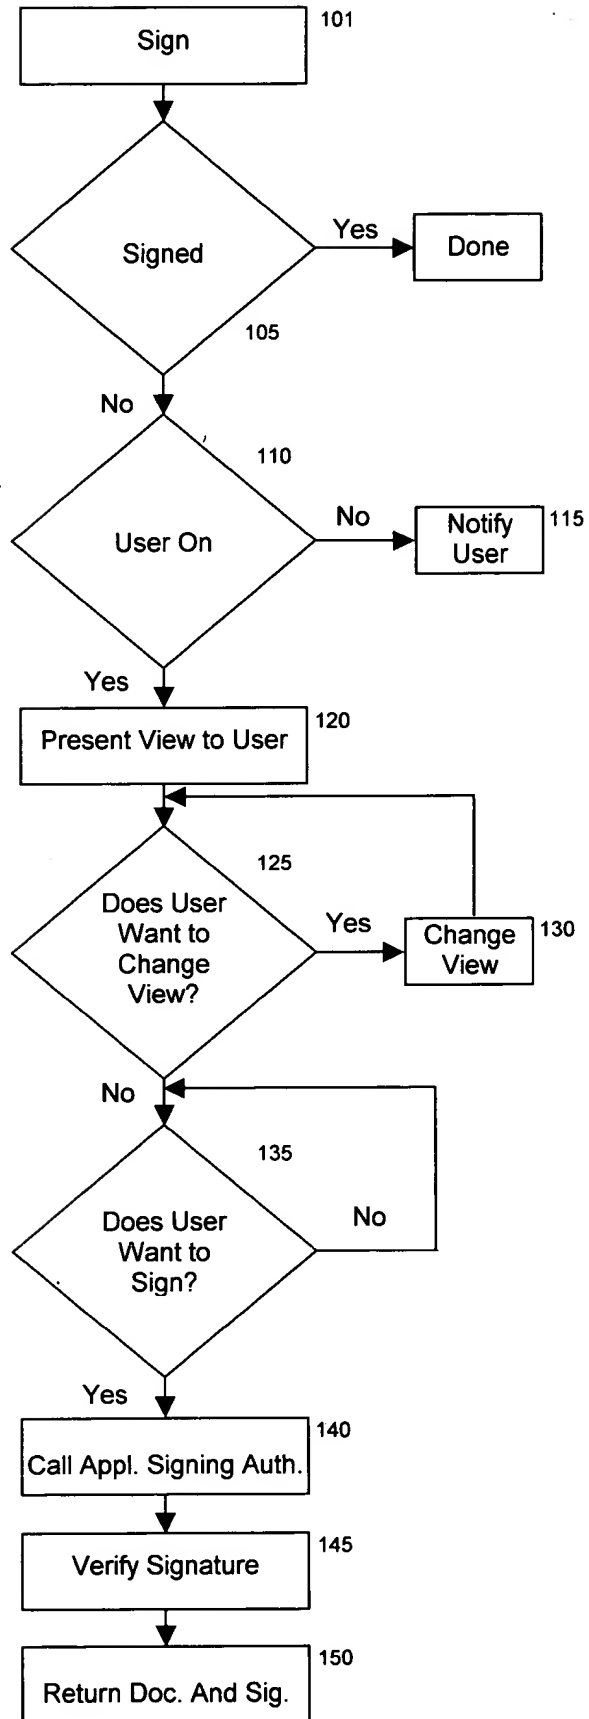 101
Sign
Yes
Done
Signed
105
No
110
No
Notify
User
115
User On
Yes
120
Present View to User
125
Does User
Want to
Change
View?
Yes
Change
View
130
No
135
Does User
Want to
Sign?
No
Yes
140
Call Appl. Signing Auth.
145
Verify Signature
150
Return Doc. And Sig.